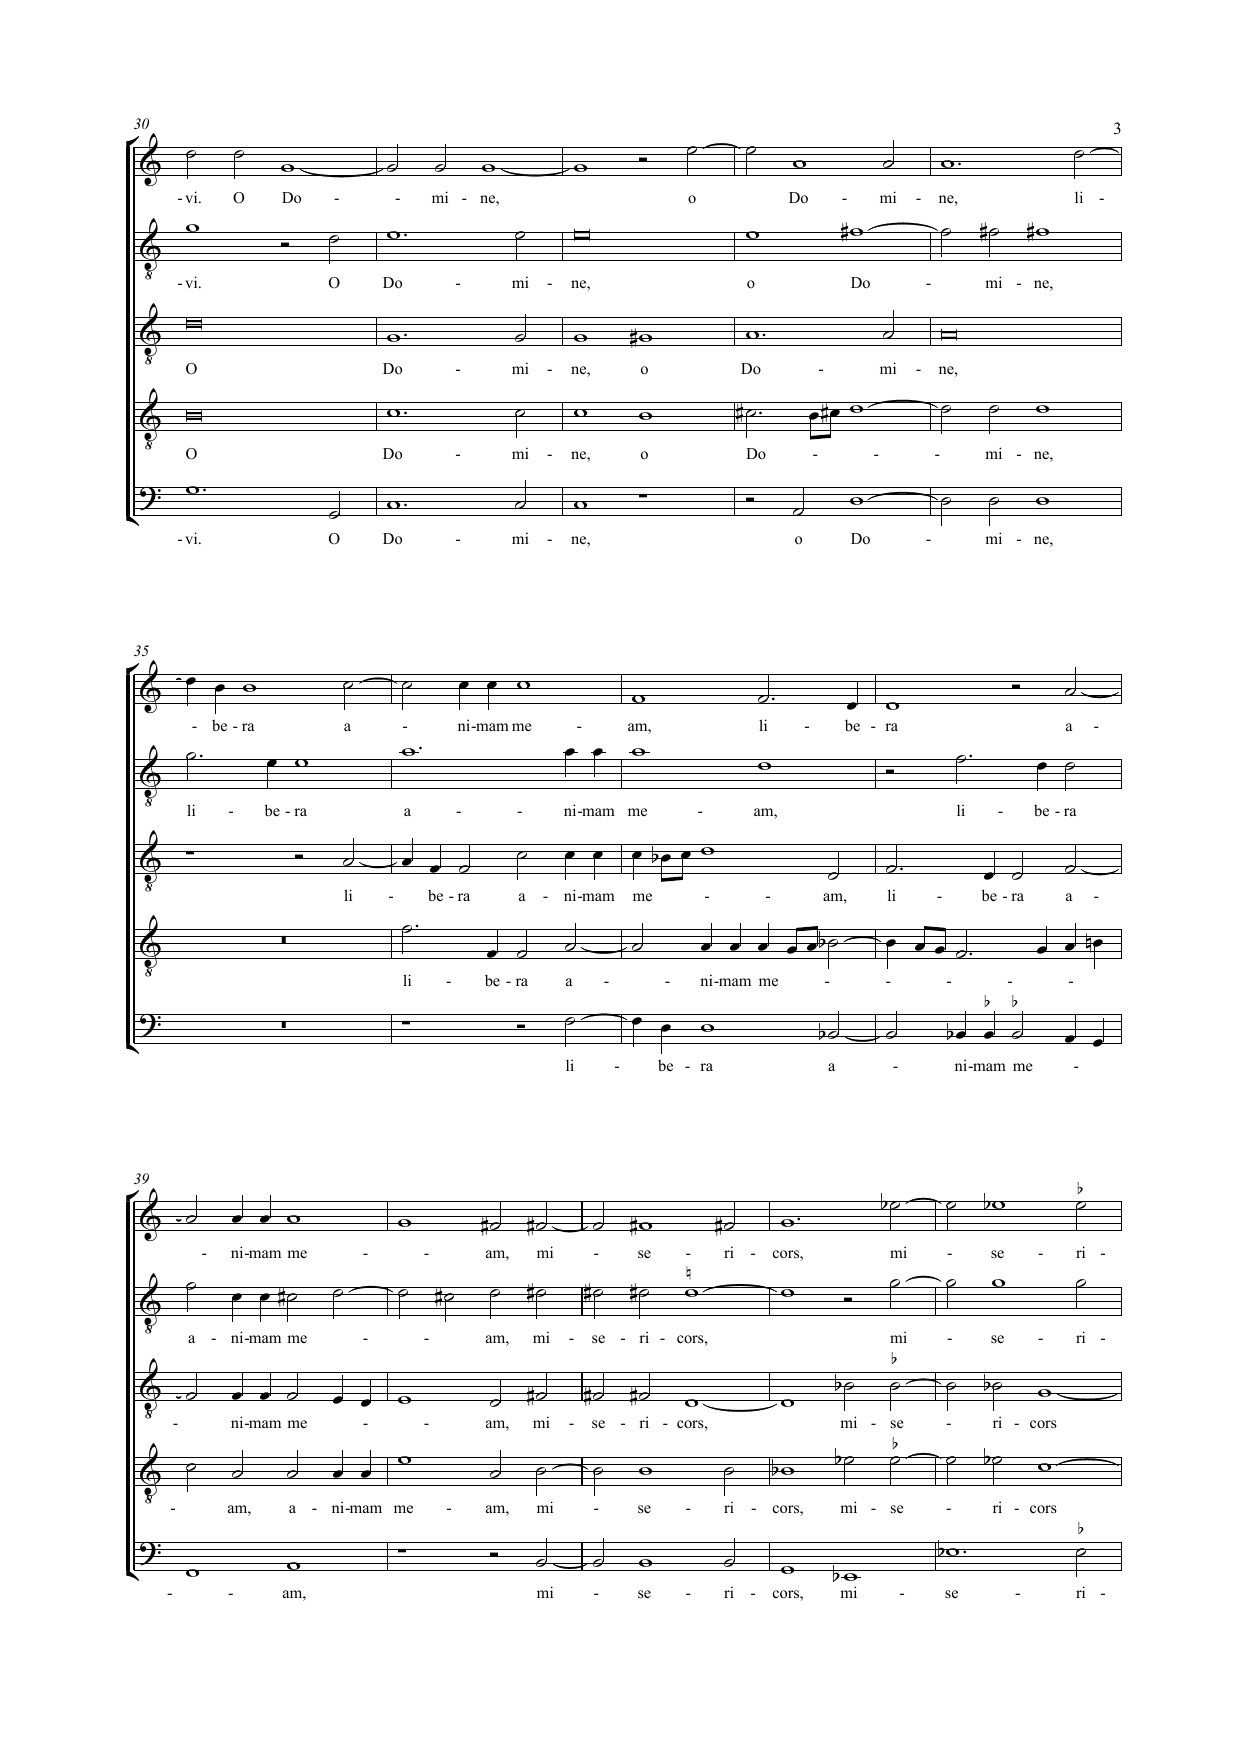 30
3
-vi. O Do - - mi - ne, o Do - mi - ne, li -
-vi. O Do - mi - ne, o Do - mi - ne,
O Do - mi - ne, o Do - mi - ne,
O Do - mi - ne, o Do - - - mi - ne,
-vi. O Do - mi - ne, o Do - mi - ne,
35
- be - ra a - ni-mam me - am, li - be - ra a -
li - be - ra a - - ni-mam me - am, li - be - ra
li - be - ra a - ni-mam me - - - am, li - be - ra a -
li - be - ra a - - ni-mam me - - - - -
li - be - ra a - ni-mam me -
39
- ni-mam me - - am, mi - se - ri - cors, mi - se - ri -
a - ni-mam me - - am, mi - se - ri - cors, mi - se - ri -
- ni-mam me - - am, mi - se - ri - cors, mi - se - ri - cors
- am, a - ni-mam me - am, mi - se - ri - cors, mi - se - ri - cors
- - am, mi - se - ri - cors, mi - se - ri -